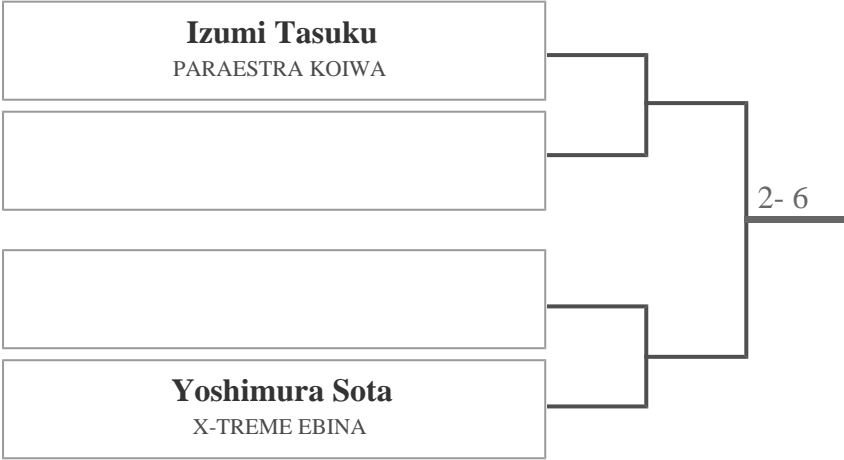 Izumi Tasuku
PARAESTRA KOIWA
2- 6
Yoshimura Sota
X-TREME EBINA